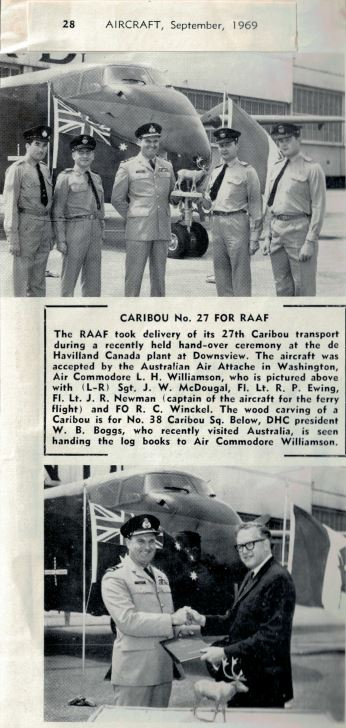 28 AIRCRAFT, September, 1969
CARIBOU No. 27 FOR RAAF
The RAAF took delivery of its 27th Caribou transport
during a recently held hand-over ceremony at the de
Havilland Canada plant at Downsview. The aircraft was
accepted by the Australian Air Attache in Washington,
Air Commodore L. H. Williamson, who is pictured above
with (L-R) Sgt. J. W. McDougal, Fl. Lt. R. P. Ewing,
Fl. Lt. J. R. Newman (captain of the aircraft for the ferry
flight) and FO R. C. Winckel. The wood carving of a
Caribou is for No. 38 Caribou Sq. Below, DHC president
W. B. Boggs, who recently visited Australia, is seen
handing the log books to Air Commodore Williamson.